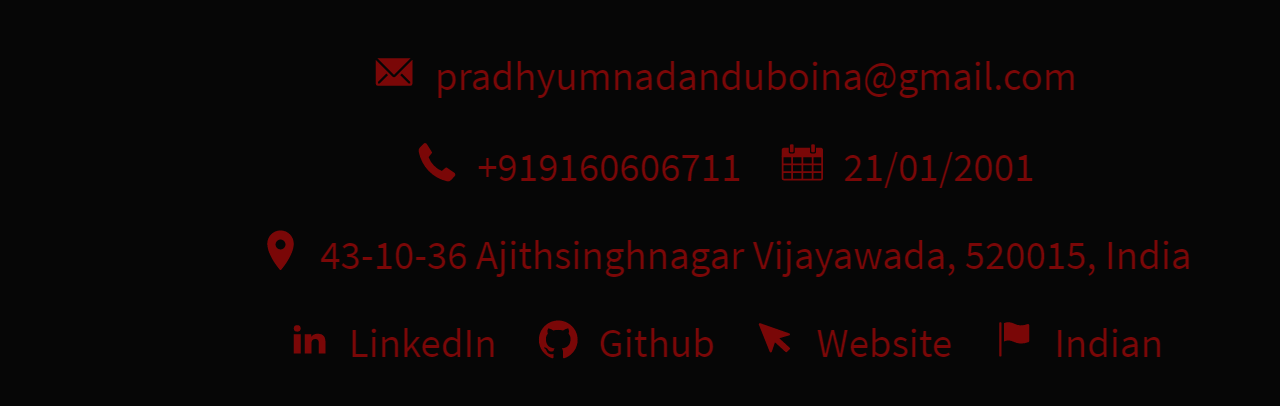 pradhyumnadanduboina@gmail.com
+919160606711 21/01/2001
43-10-36 Ajithsinghnagar Vijayawada, 520015, India
LinkedIn Github Website Indian